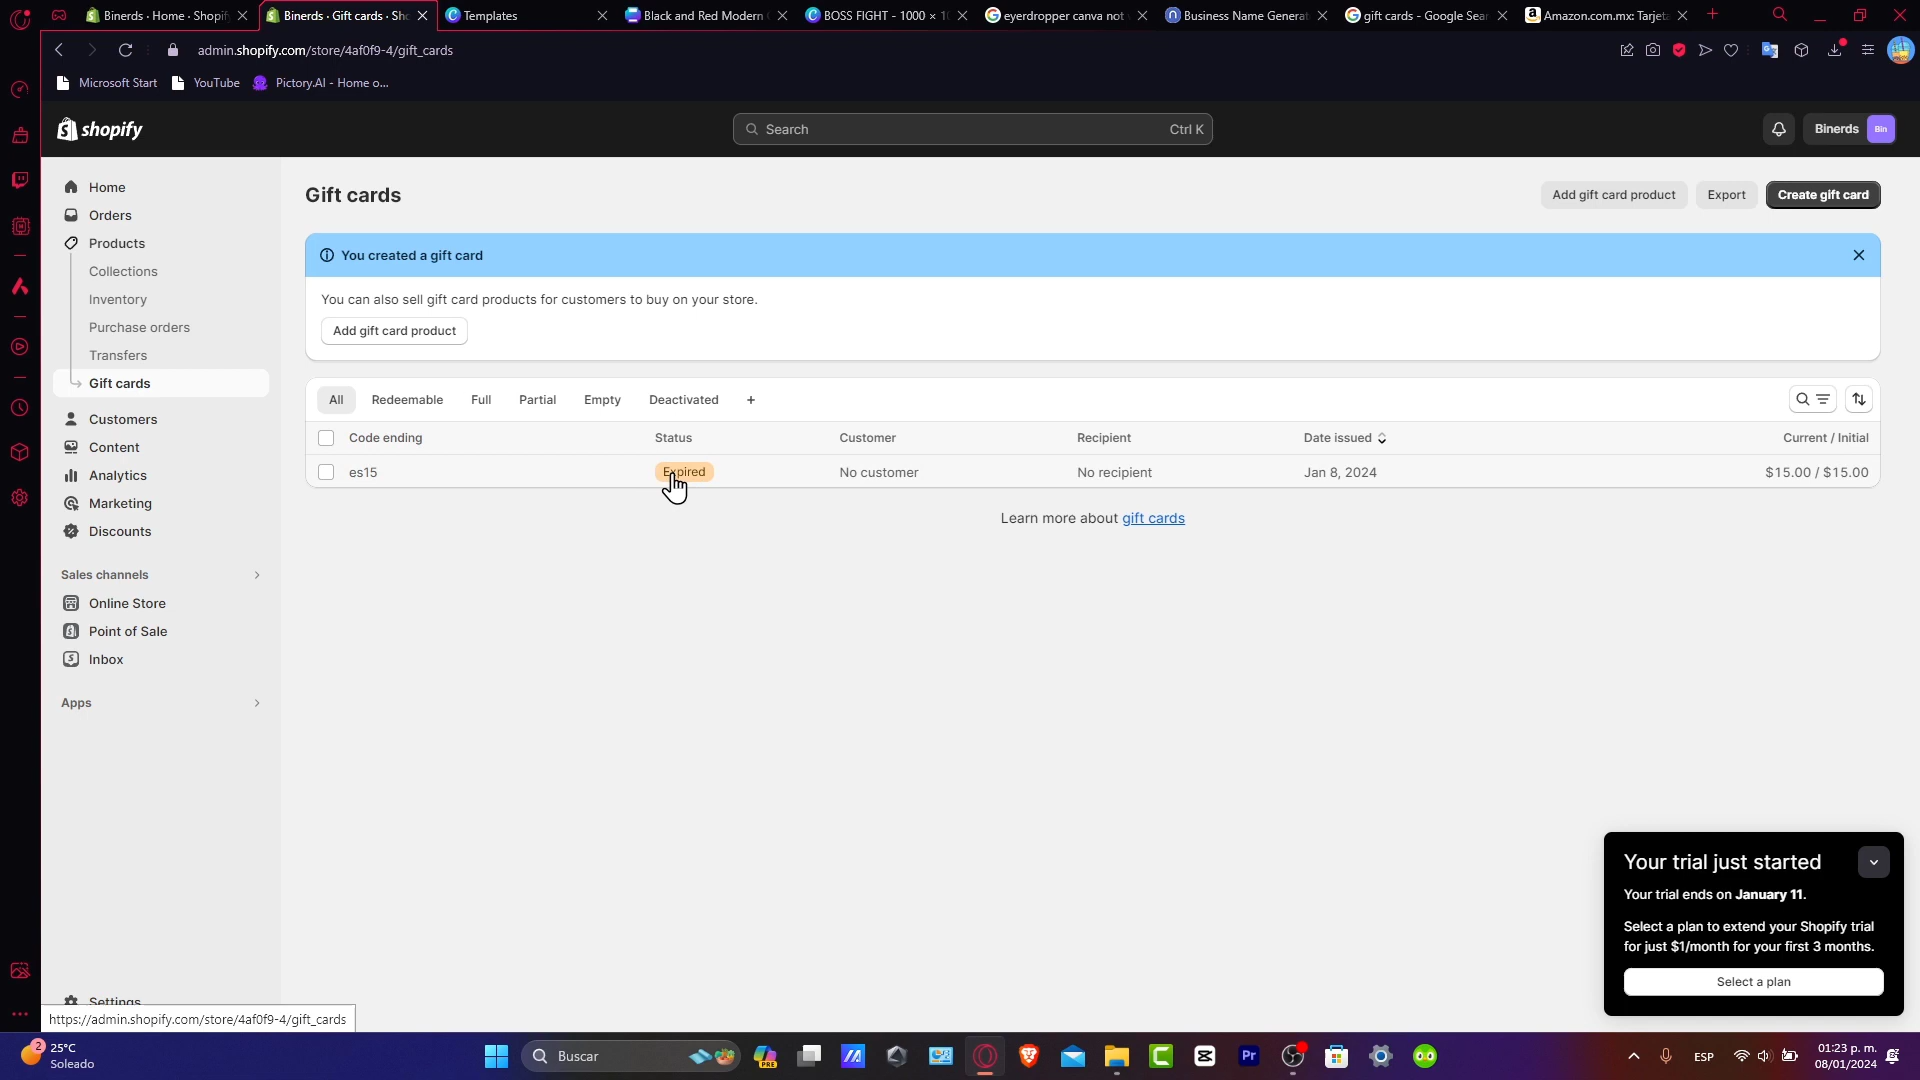 Binerds · Home · Shopify
Binerds · Gift cards · Sho
Templates
Black and Red Modern
BOSS FIGHT - 1000 × 10
eyerdropper canva not
Business Name Generat
gift cards - Google Sear
Amazon.com.mx: Tarjeta
admin.shopify.com/store/4af0f9-4/gift_cards
Microsoft Start
YouTube
Pictory.AI - Home o...
shopify
Search
Ctrl K
Binerds
Bin
Home
Orders
Products
Collections
Inventory
Purchase orders
Transfers
Gift cards
Customers
Content
Analytics
Marketing
Discounts
Sales channels
Online Store
Point of Sale
Inbox
Apps
Settings
https://admin.shopify.com/store/4af0f9-4/gift_cards
Gift cards
Add gift card product
Export
Create gift card
You created a gift card
You can also sell gift card products for customers to buy on your store.
Add gift card product
All Redeemable Full Partial Empty Deactivated +
Code ending Status Customer Recipient Date issued Current / Initial
es15 Expired No customer No recipient Jan 8, 2024 $15.00 / $15.00
Learn more about gift cards
Your trial just started
Your trial ends on January 11.
Select a plan to extend your Shopify trial
for just $1/month for your first 3 months.
Select a plan
2
25°C
Soleado
Buscar
PRE
Pr
ESP
01:23 p. m.
08/01/2024